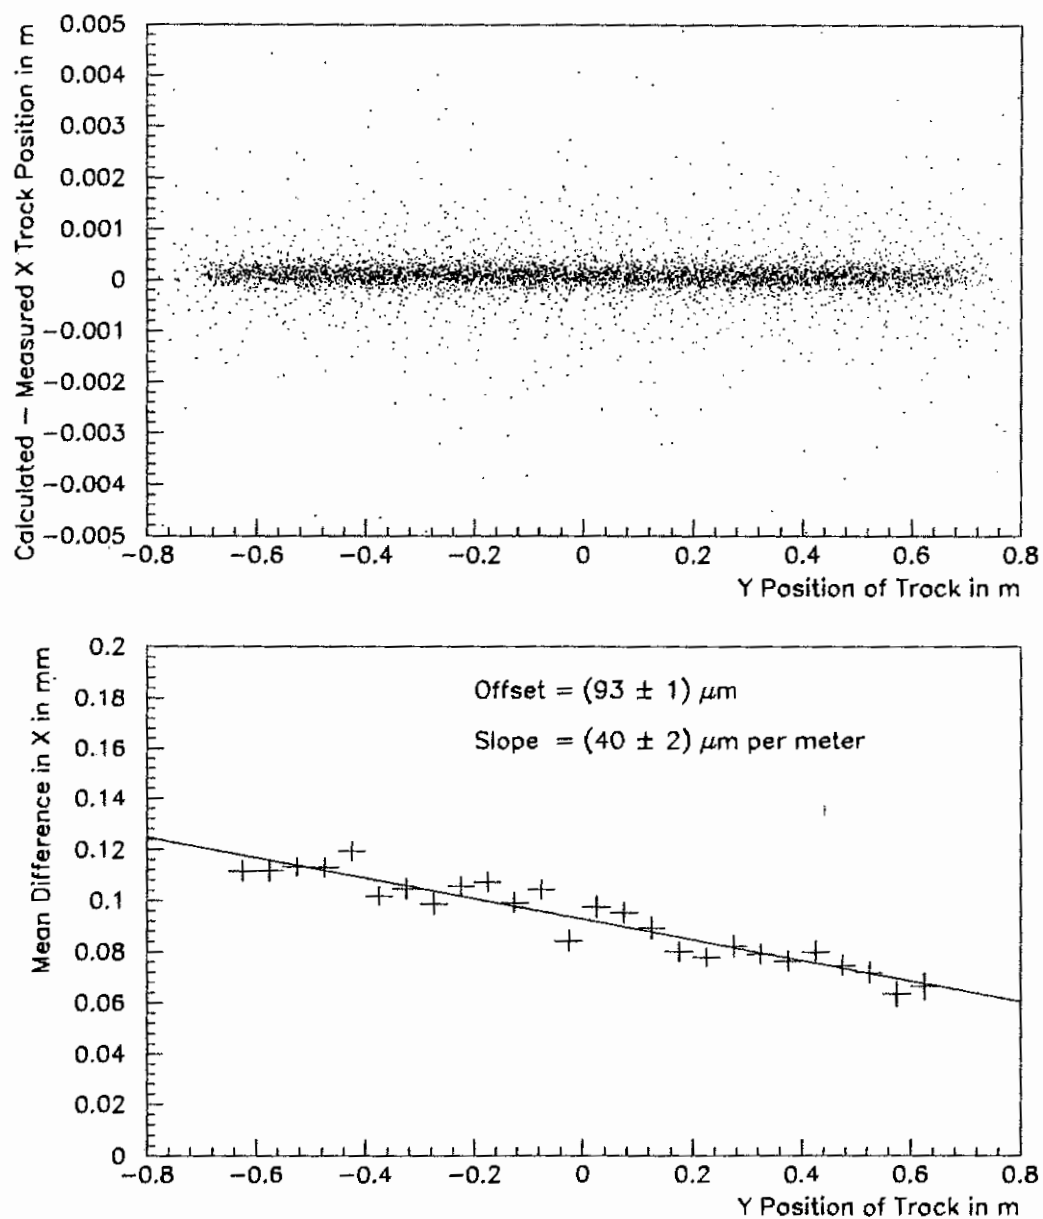 Calculated − Measured X Track Position in m
0.005
0.004
0.003
0.002
0.001
0
−0.001
−0.002
−0.003
−0.004
−0.005
−0.8 −0.6 −0.4 −0.2 0 0.2 0.4 0.6 0.8
Y Position of Track in m
Mean Difference in X in mm
0.2
0.18
0.16
0.14
0.12
0.1
0.08
0.06
0.04
0.02
0
Offset = (93 ± 1) μm
Slope = (40 ± 2) μm per meter
−0.8 −0.6 −0.4 −0.2 0 0.2 0.4 0.6 0.8
Y Position of Track in m